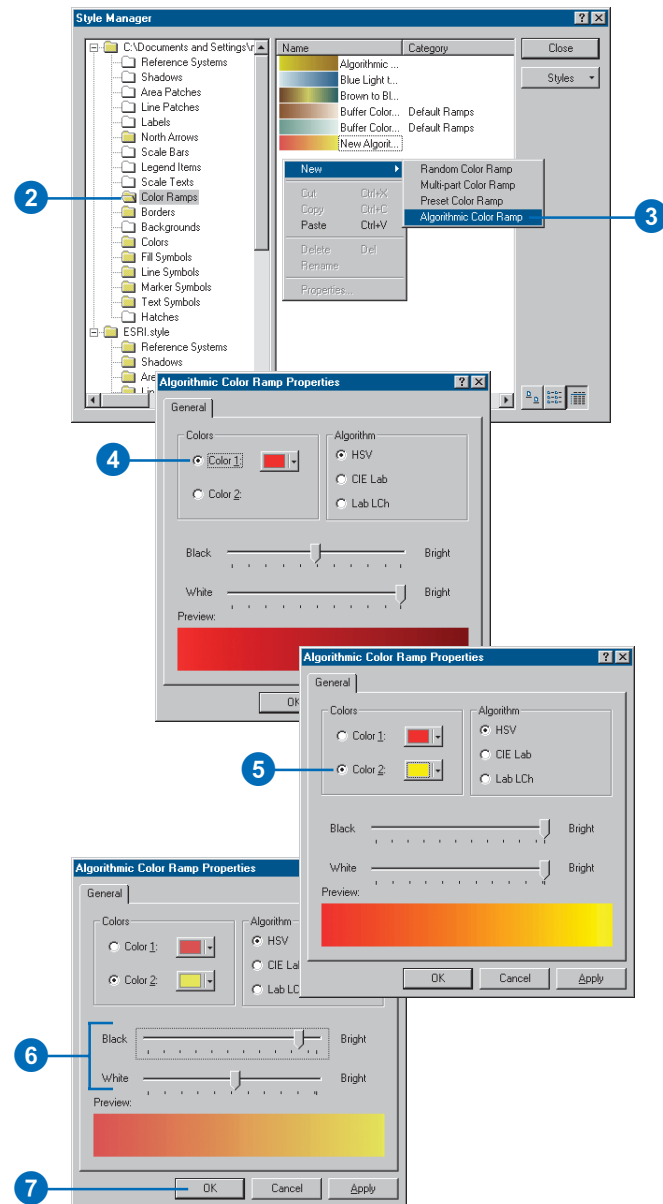 Style Manager
C:\Documents and Settings\r
Reference Systems
Shadows
Area Patches
Line Patches
Labels
North Arrows
Scale Bars
Legend Items
Scale Texts
2
Color Ramps
Borders
Backgrounds
Colors
Fill Symbols
Line Symbols
Marker Symbols
Text Symbols
Hatches
ESRI.style
Reference Systems
Shadows
Name Category
Algorithmic ...
Blue Light t...
Brown to Bl...
Buffer Color... Default Ramps
Buffer Color... Default Ramps
New Algorit...
Close
Styles
New
Cut Ctrl+X
Copy Ctrl+C
Paste Ctrl+V
Delete Del
Rename
Properties...
Random Color Ramp
Multi-part Color Ramp
Preset Color Ramp
Algorithmic Color Ramp
3
Algorithmic Color Ramp Properties
General
Colors
4
Color 1:
Color 2:
Algorithm
HSV
CIE Lab
Lab LCh
Black Bright
White Bright
Preview:
Algorithmic Color Ramp Properties
General
Colors
Color 1:
5
Color 2:
Algorithm
HSV
CIE Lab
Lab LCh
Black Bright
White Bright
Preview:
OK Cancel Apply
Algorithmic Color Ramp Properties
General
Colors
Color 1:
Color 2:
Algorithm
HSV
CIE Lal
Lab LC
6
Black Bright
White Bright
Preview:
7
OK Cancel Apply